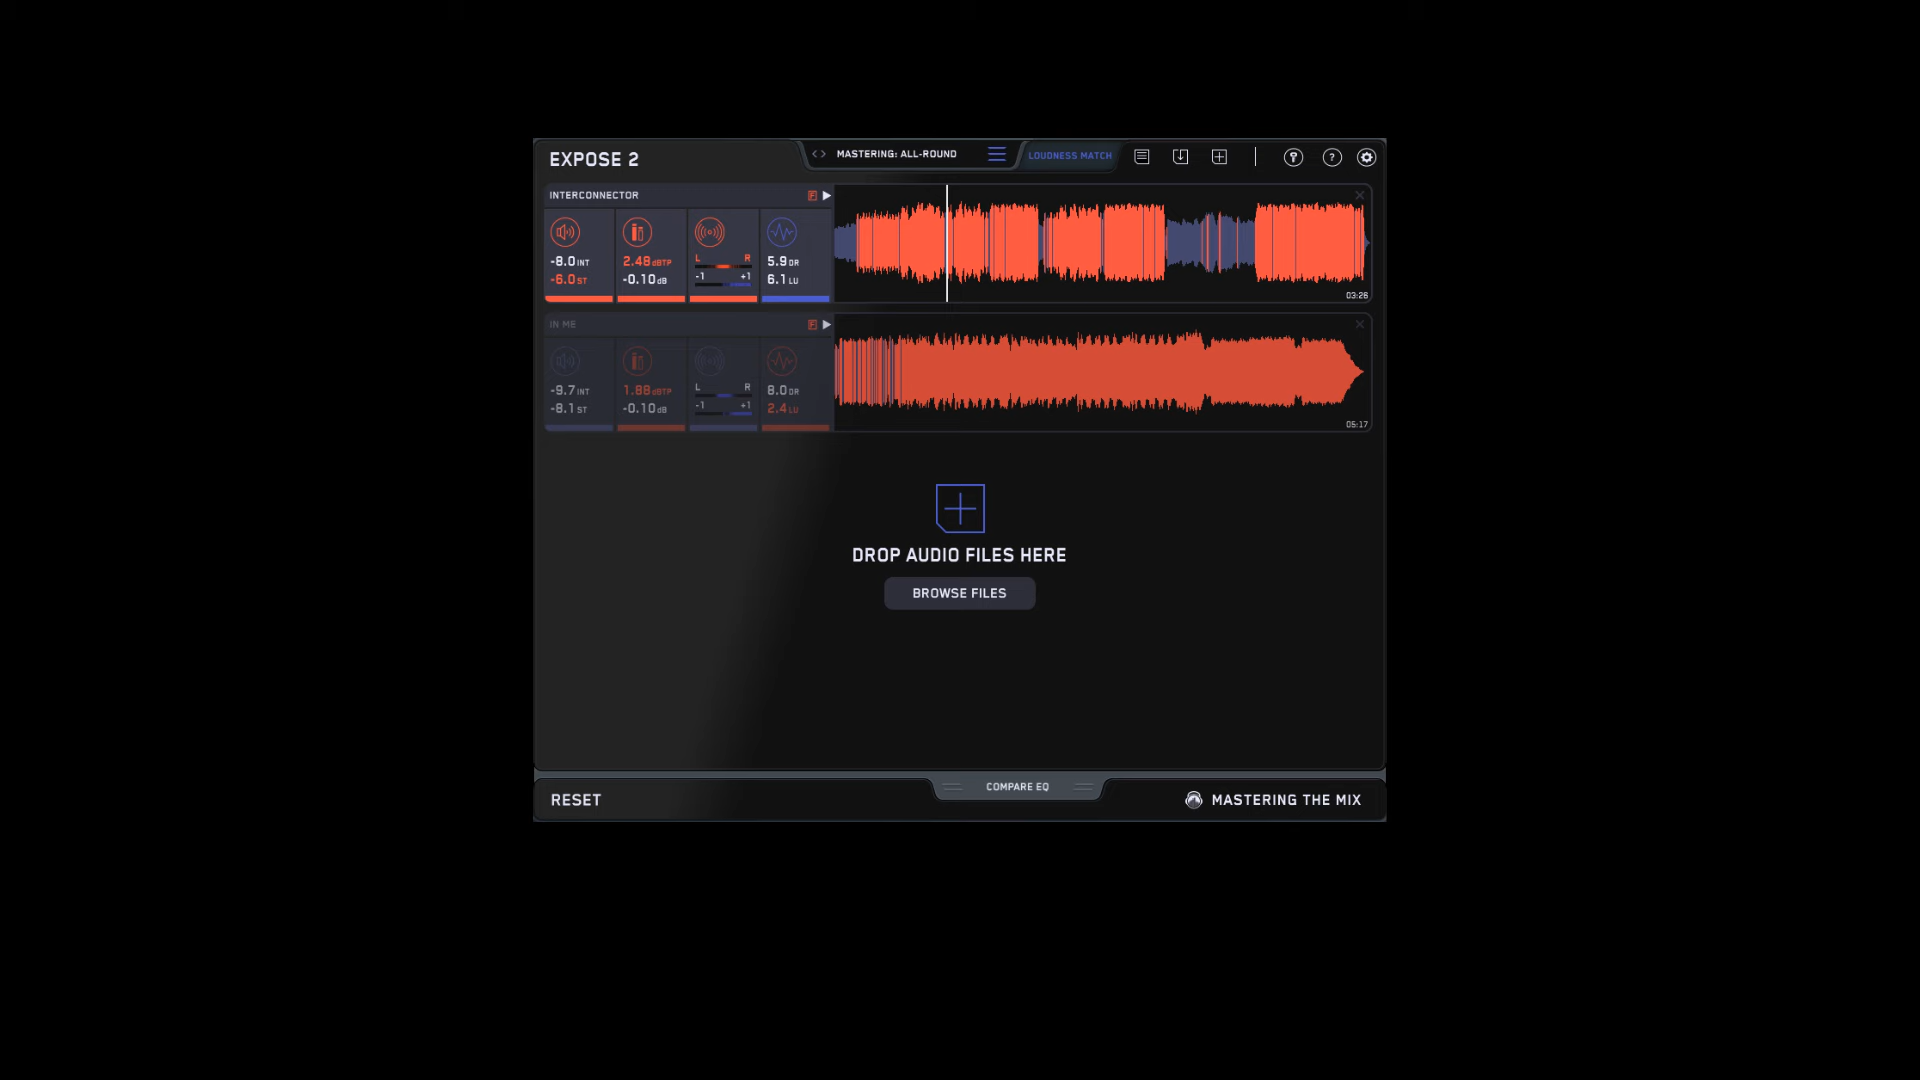 EXPOSE 2
MASTERING: ALL-ROUND
LOUDNESS MATCH
?
INTERCONNECTOR
F
-8.0 INT
-6.0 ST
2.48 dBTP
-0.10 dB
L R
-1 +1
5.9 DR
6.1 LU
03:26
IN ME
F
-9.7 INT
-8.1 ST
1.88 dBTP
-0.10 dB
L R
-1 +1
8.0 DR
2.4 LU
05:17
DROP AUDIO FILES HERE
BROWSE FILES
COMPARE EQ
RESET
MASTERING THE MIX